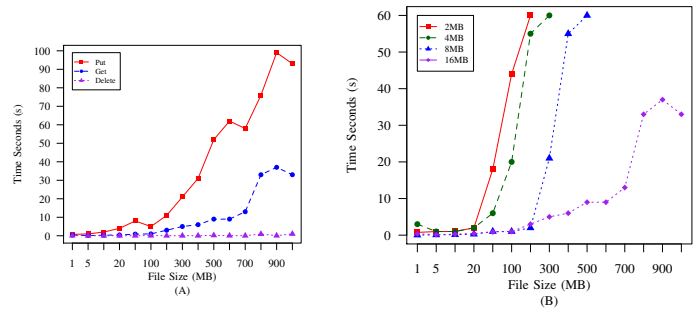 100
90
80
70
60
50
40
30
20
10
0
Put
Get
Delete
Time Seconds (s)
1 5 20 100 300 500 700 900
File Size (MB)
(A)
60
50
40
30
20
10
0
2MB
4MB
8MB
16MB
Time Seconds (s)
1 5 20 100 300 500 700 900
File Size (MB)
(B)